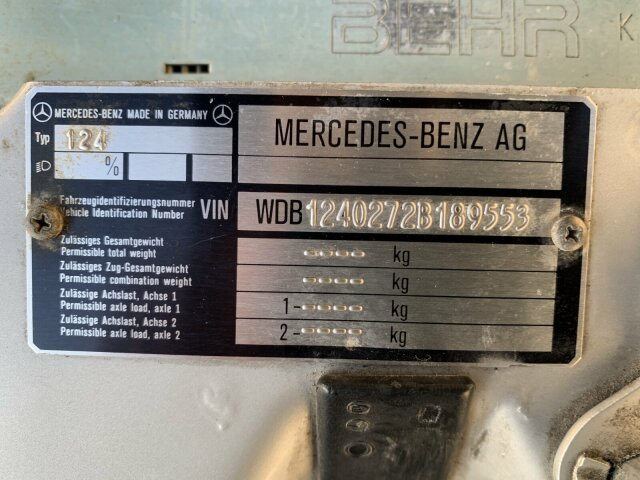 BEHR
K
MERCEDES-BENZ MADE IN GERMANY
Typ 124
%
MERCEDES-BENZ AG
Fahrzeugidentifizierungsnummer
Vehicle Identification Number
VIN WDB1240272B189553
Zulässiges Gesamtgewicht
Permissible total weight
---- kg
Zulässiges Zug-Gesamtgewicht
Permissible combination weight
---- kg
Zulässige Achslast, Achse 1
Permissible axle load, axle 1
1----- kg
Zulässige Achslast, Achse 2
Permissible axle load, axle 2
2----- kg